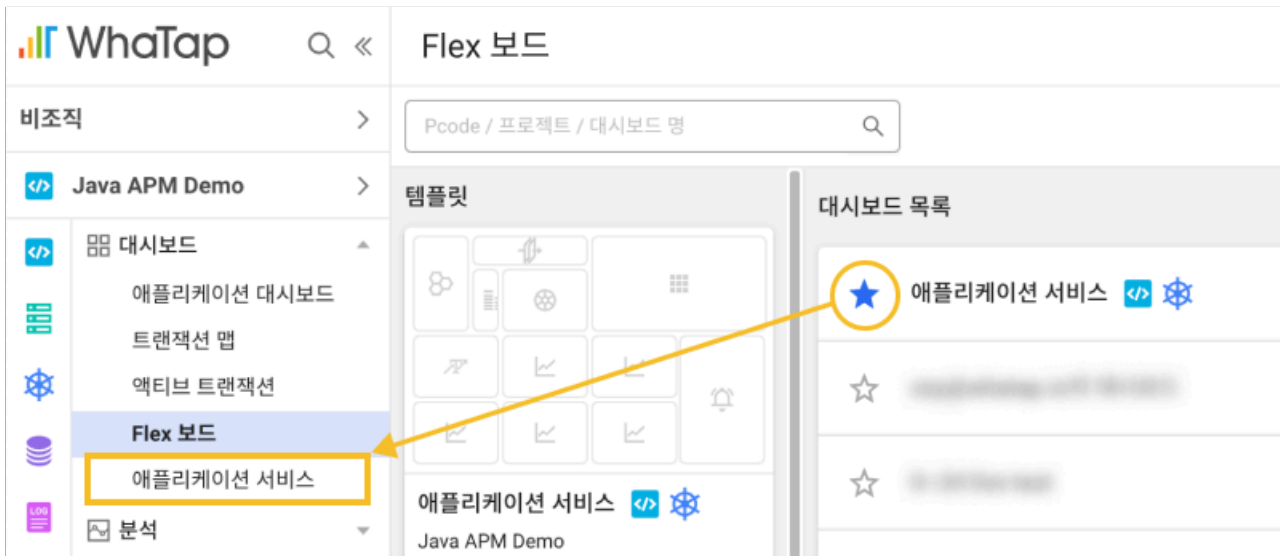 WhaTap
비조직
Java APM Demo
대시보드
애플리케이션 대시보드
트랜잭션 맵
액티브 트랜잭션
Flex 보드
애플리케이션 서비스
LOG
분석
Flex 보드
Pcode / 프로젝트 / 대시보드 명
템플릿
애플리케이션 서비스
Java APM Demo
대시보드 목록
애플리케이션 서비스